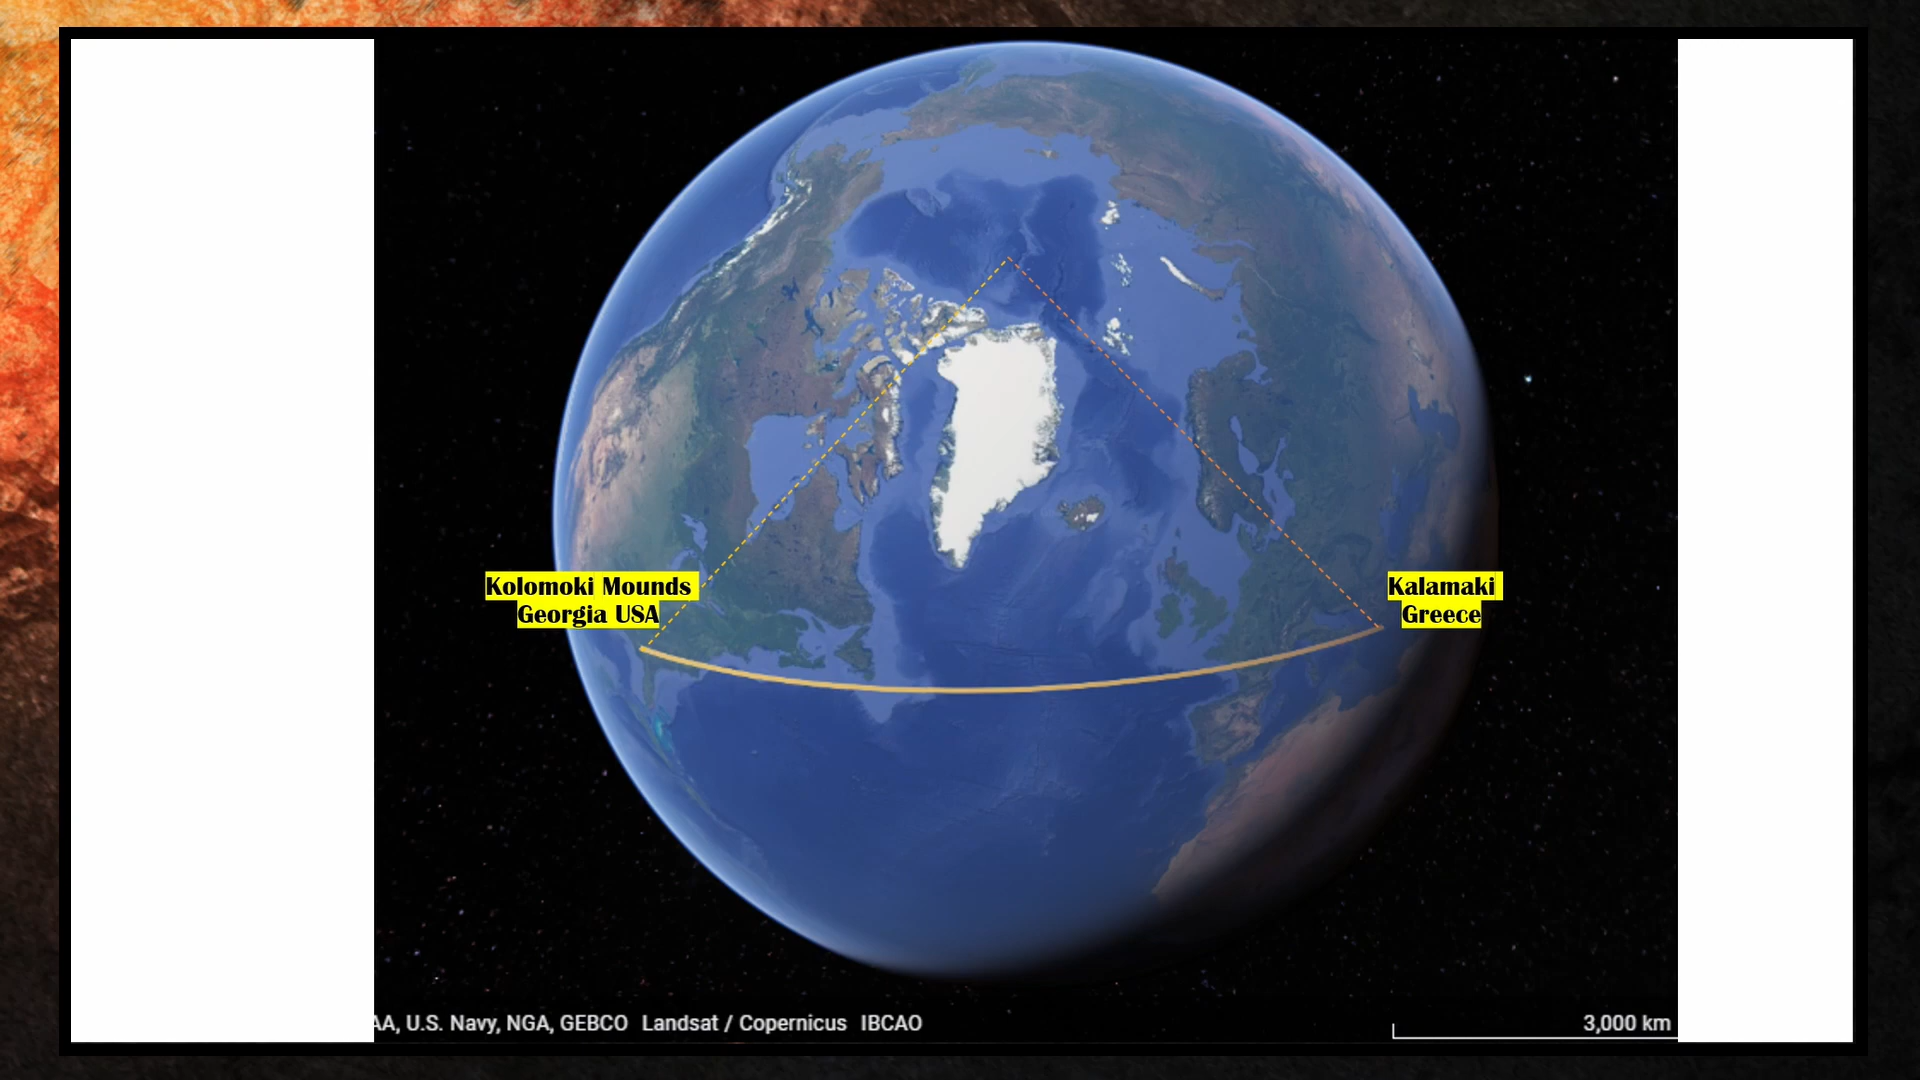 Kolomoki Mounds
Georgia USA
Kalamaki
Greece
AA, U.S. Navy, NGA, GEBCO Landsat / Copernicus IBCAO
3,000 km